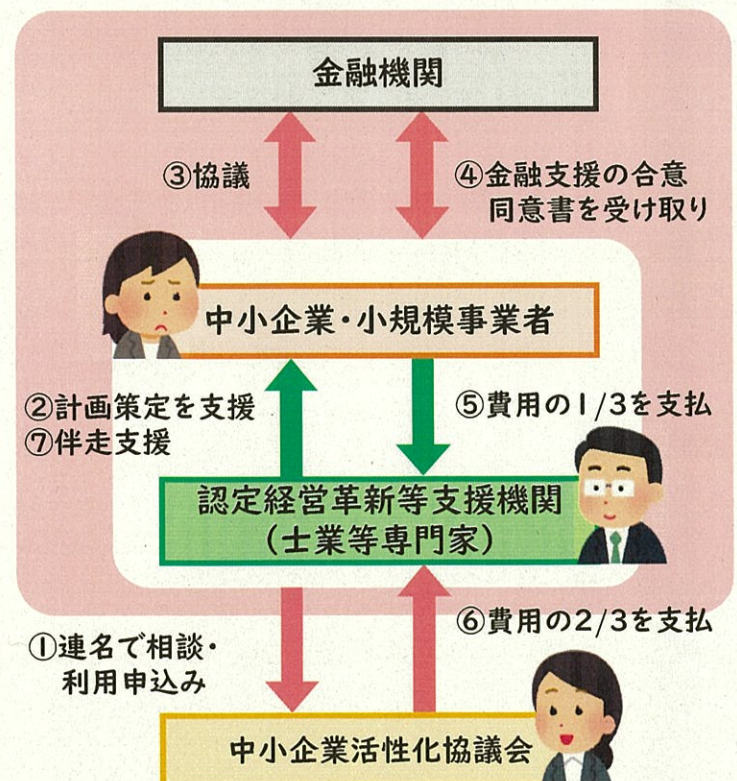 金融機関
③協議
④金融支援の合意
同意書を受け取り
中小企業・小規模事業者
②計画策定を支援
⑦伴走支援
⑤費用の1/3を支払
認定経営革新等支援機関
(士業等専門家)
①連名で相談・
利用申込み
⑥費用の2/3を支払
中小企業活性化協議会